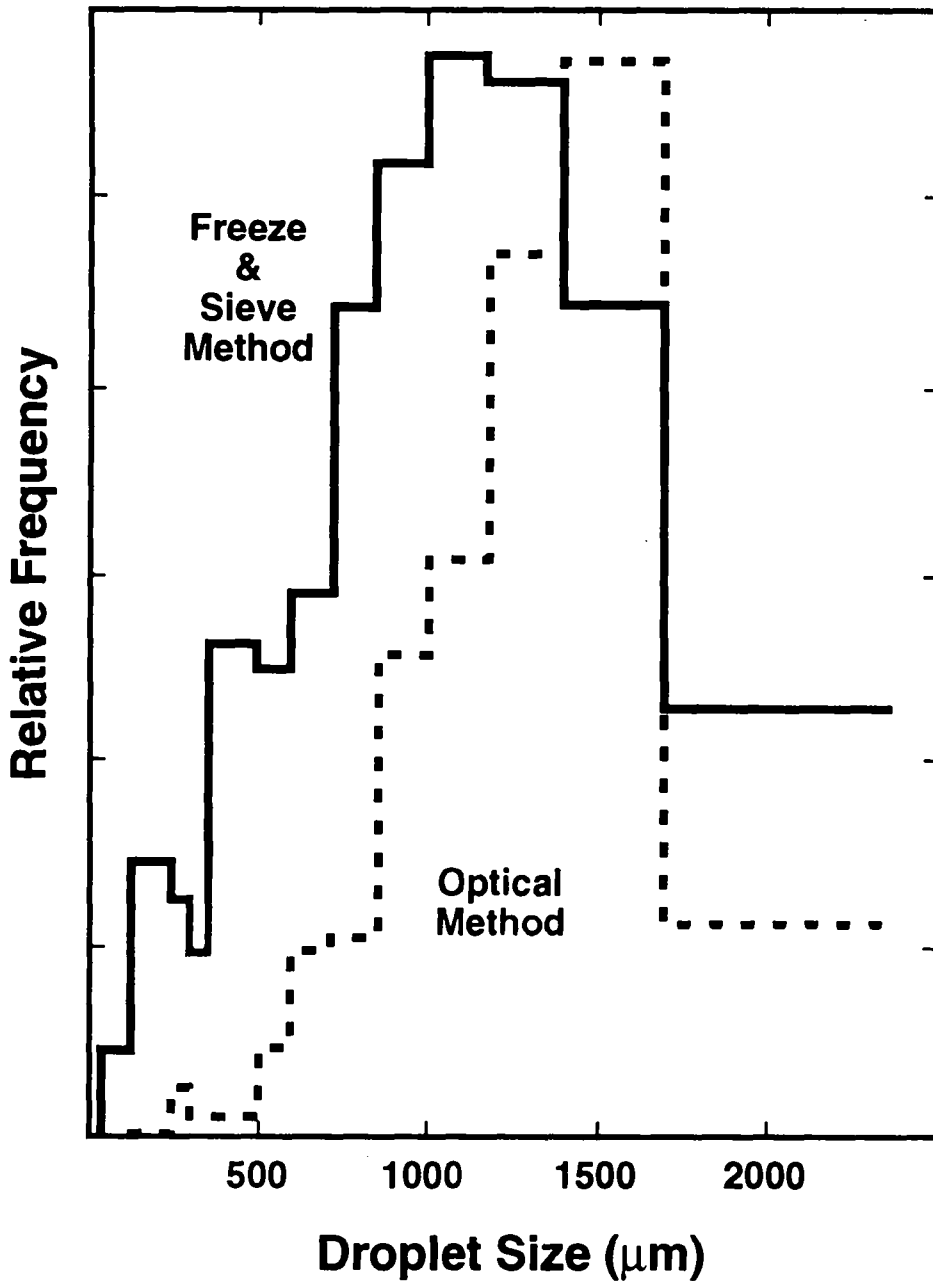 Freeze
&
Sieve
Method
Relative Frequency
Optical
Method
500 1000 1500 2000
Droplet Size (μm)